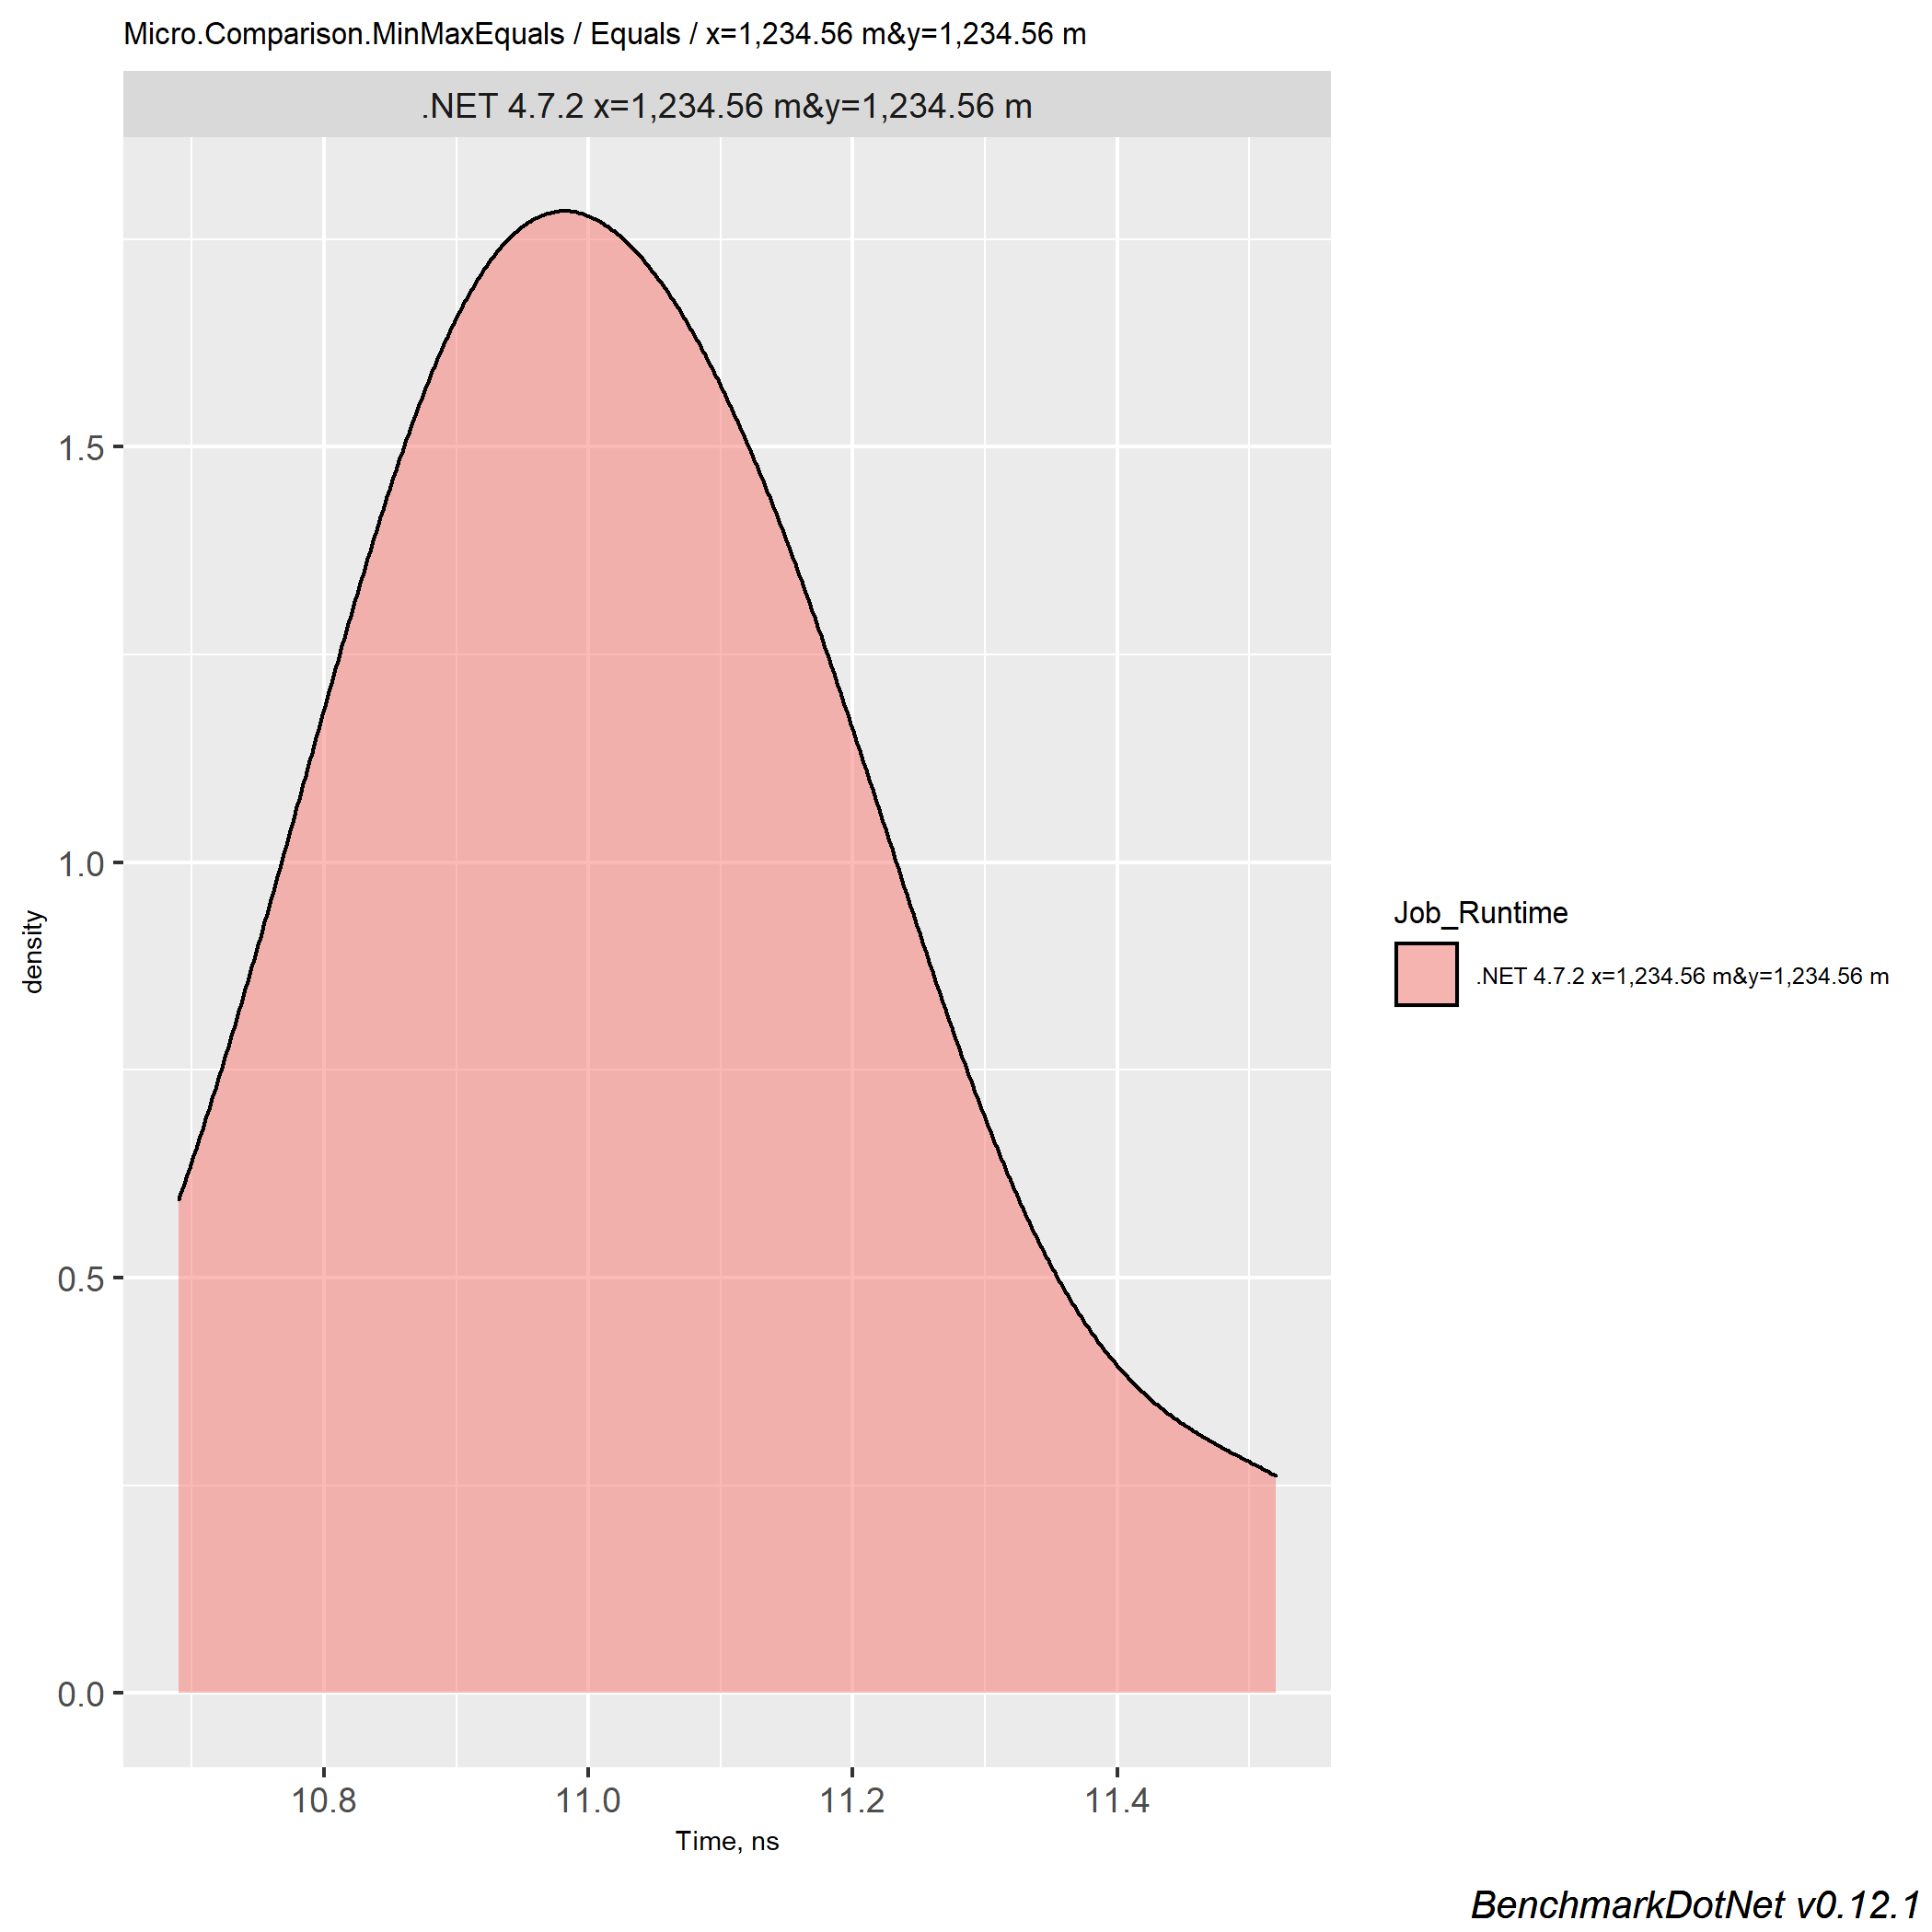 Micro.Comparison.MinMaxEquals / Equals / x=1,234.56 m&y=1,234.56 m
.NET 4.7.2 x=1,234.56 m&y=1,234.56 m
1.5
1.0
0.5
0.0
density
10.8 11.0 11.2 11.4
Time, ns
Job_Runtime
.NET 4.7.2 x=1,234.56 m&y=1,234.56 m
BenchmarkDotNet v0.12.1